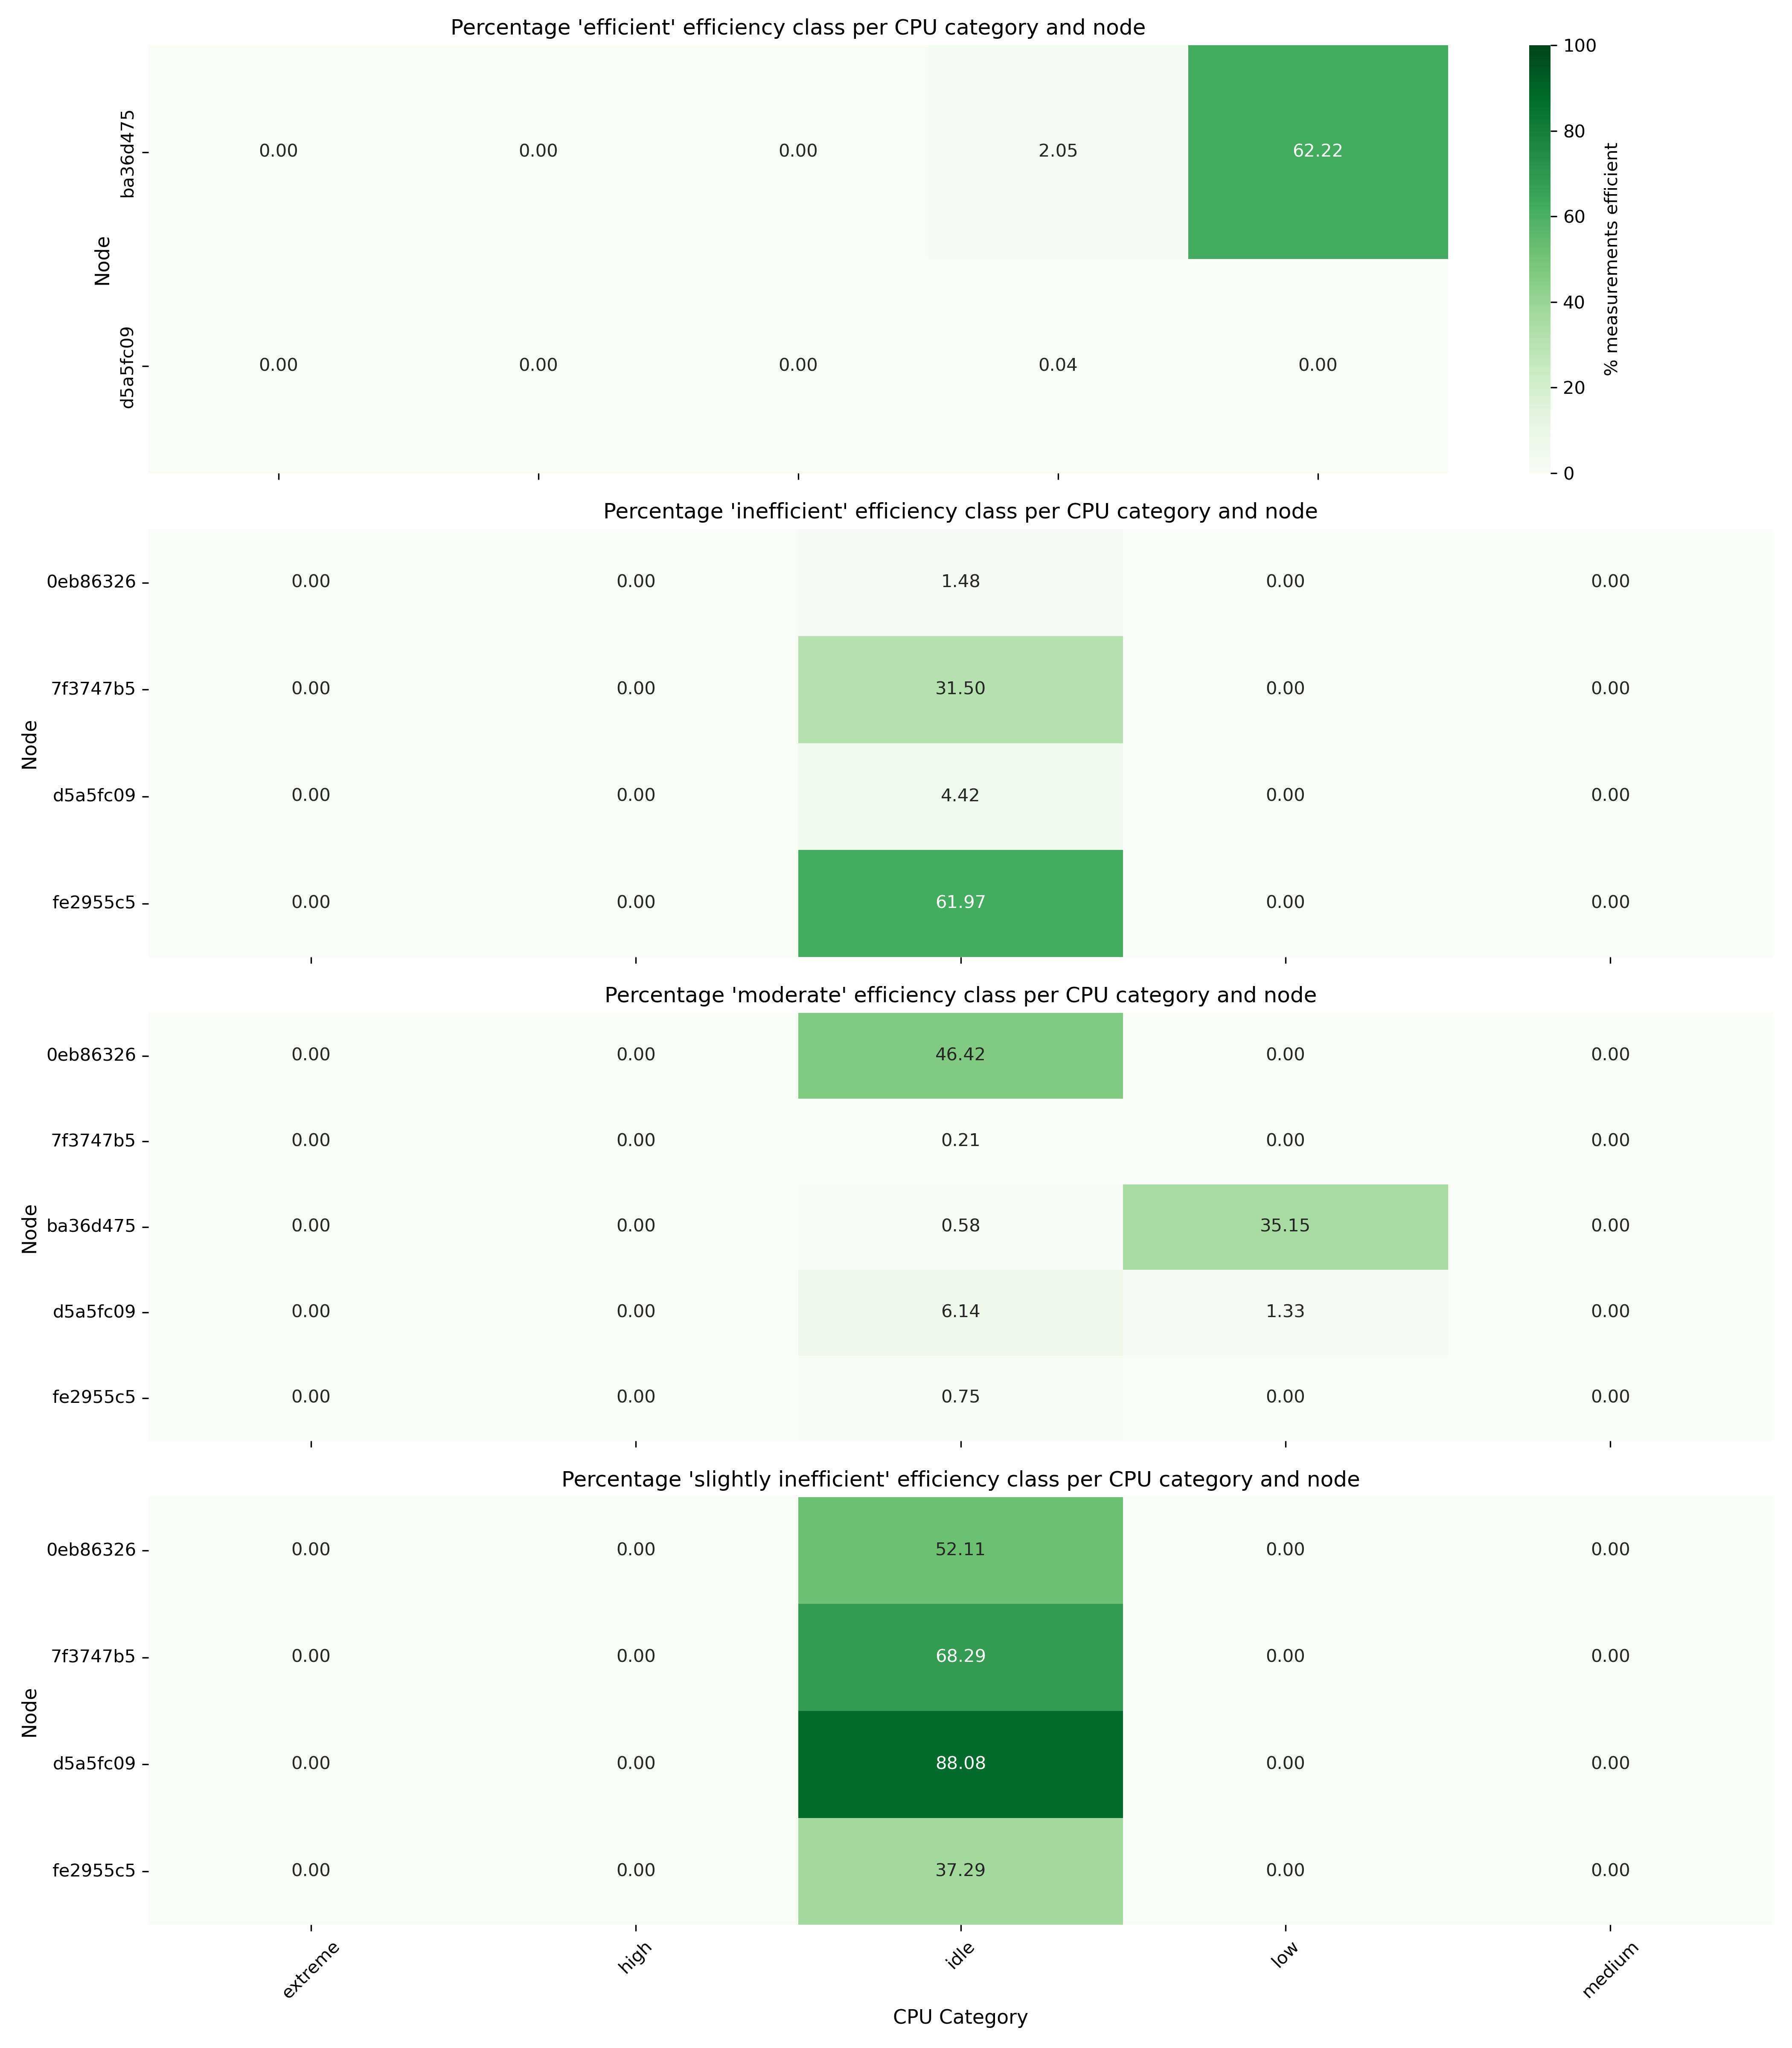 Percentage 'efficient' efficiency class per CPU category and node
Node
ba36d475
0.00 0.00 0.00 2.05 62.22
d5a5fc09
0.00 0.00 0.00 0.04 0.00
100
80
60
40
20
0
% measurements efficient
Percentage 'inefficient' efficiency class per CPU category and node
Node
0eb86326 0.00 0.00 1.48 0.00 0.00
7f3747b5 0.00 0.00 31.50 0.00 0.00
d5a5fc09 0.00 0.00 4.42 0.00 0.00
fe2955c5 0.00 0.00 61.97 0.00 0.00
Percentage 'moderate' efficiency class per CPU category and node
Node
0eb86326 0.00 0.00 46.42 0.00 0.00
7f3747b5 0.00 0.00 0.21 0.00 0.00
ba36d475 0.00 0.00 0.58 35.15 0.00
d5a5fc09 0.00 0.00 6.14 1.33 0.00
fe2955c5 0.00 0.00 0.75 0.00 0.00
Percentage 'slightly inefficient' efficiency class per CPU category and node
Node
0eb86326 0.00 0.00 52.11 0.00 0.00
7f3747b5 0.00 0.00 68.29 0.00 0.00
d5a5fc09 0.00 0.00 88.08 0.00 0.00
fe2955c5 0.00 0.00 37.29 0.00 0.00
extreme high idle low medium
CPU Category